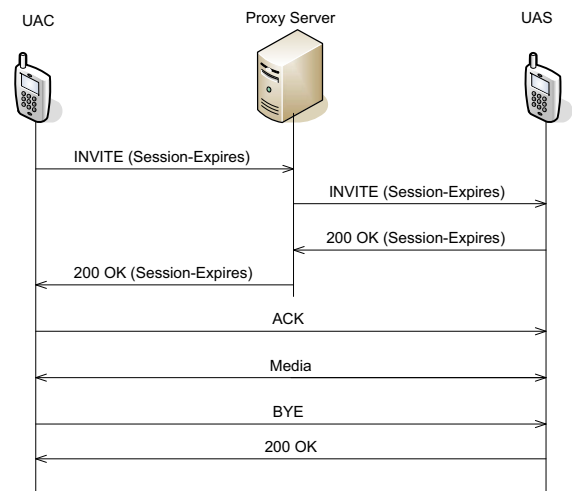 UAC
Proxy Server
UAS
INVITE (Session-Expires)
INVITE (Session-Expires)
200 OK (Session-Expires)
200 OK (Session-Expires)
ACK
Media
BYE
200 OK